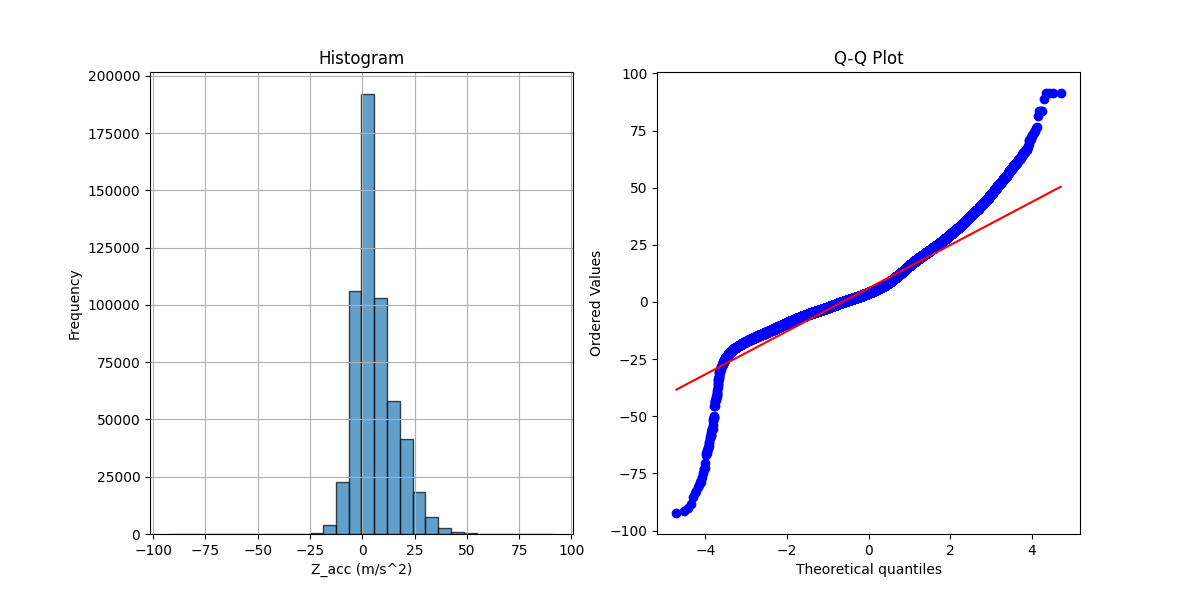 Histogram
Q-Q Plot
200000
175000
150000
125000
100000
75000
50000
25000
0
Frequency
−100 −75 −50 −25 0 25 50 75 100
Z_acc (m/s^2)
100
75
50
25
0
−25
−50
−75
−100
Ordered Values
−4 −2 0 2 4
Theoretical quantiles